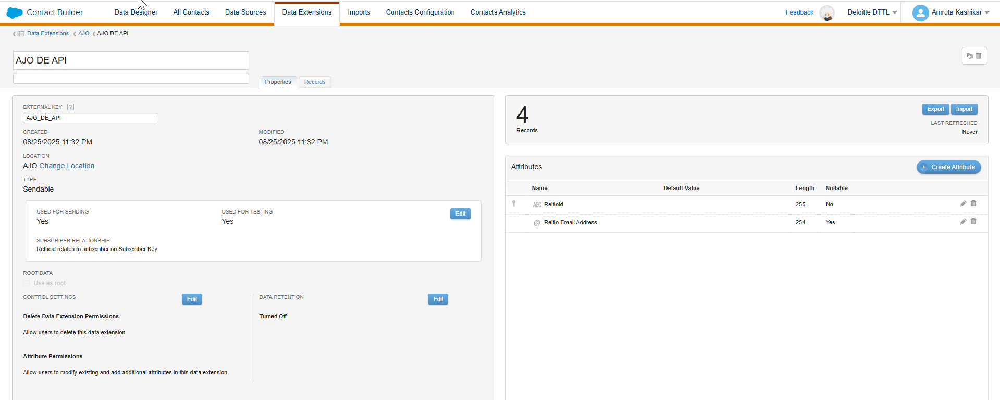 Contact Builder Data Designer All Contacts Data Sources Data Extensions Imports Contacts Configuration Contacts Analytics Feedback Deloitte DTTL Amruta Kashikar
Data Extensions AJO AJO DE API
AJO DE API
Properties Records
EXTERNAL KEY ?
AJO_DE_API
CREATED
08/25/2025 11:32 PM
MODIFIED
08/25/2025 11:32 PM
LOCATION
AJO Change Location
TYPE
Sendable
USED FOR SENDING
Yes
USED FOR TESTING
Yes
Edit
SUBSCRIBER RELATIONSHIP
Reltioid relates to subscriber on Subscriber Key
ROOT DATA
Use as root
CONTROL SETTINGS Edit
Delete Data Extension Permissions
Allow users to delete this data extension
Attribute Permissions
Allow users to modify existing and add additional attributes in this data extension
DATA RETENTION Edit
Turned Off
4
Records
Export Import
LAST REFRESHED
Never
Attributes + Create Attribute
Name Default Value Length Nullable
ABC Reltioid 255 No
@ Reltio Email Address 254 Yes